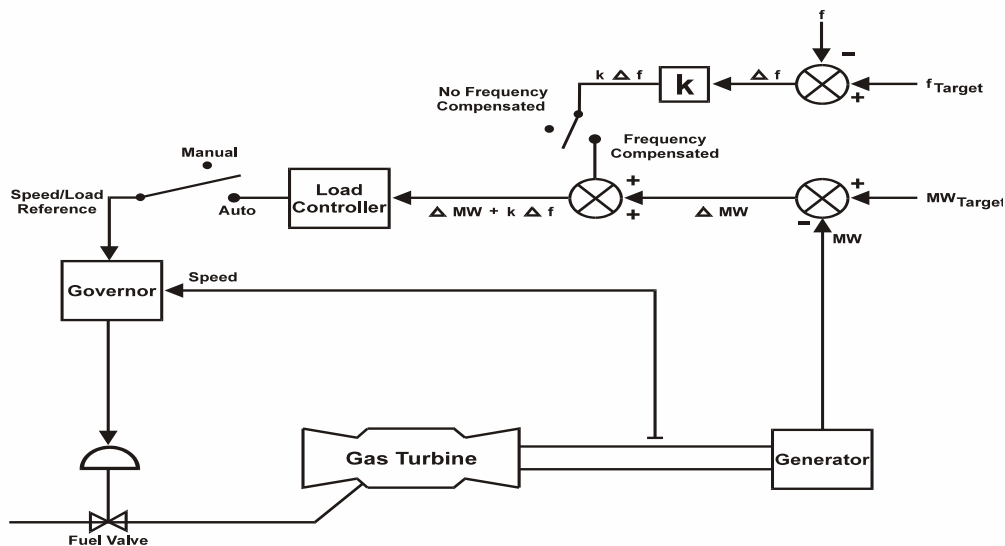 f
−
k Δ f
k
Δ f
f Target
+
No Frequency
Compensated
Frequency
Compensated
Manual
Speed/Load
Reference
Auto
Load
Controller
Δ MW + k Δ f
+
+
Δ MW
+
MW Target
−
MW
Governor
Speed
Gas Turbine
Generator
Fuel Valve